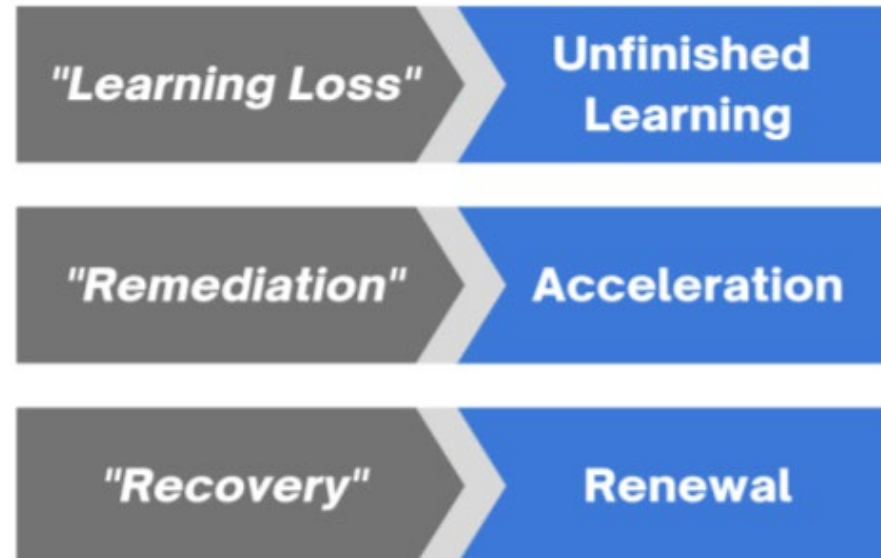 "Learning Loss"
Unfinished
Learning
"Remediation"
Acceleration
"Recovery"
Renewal